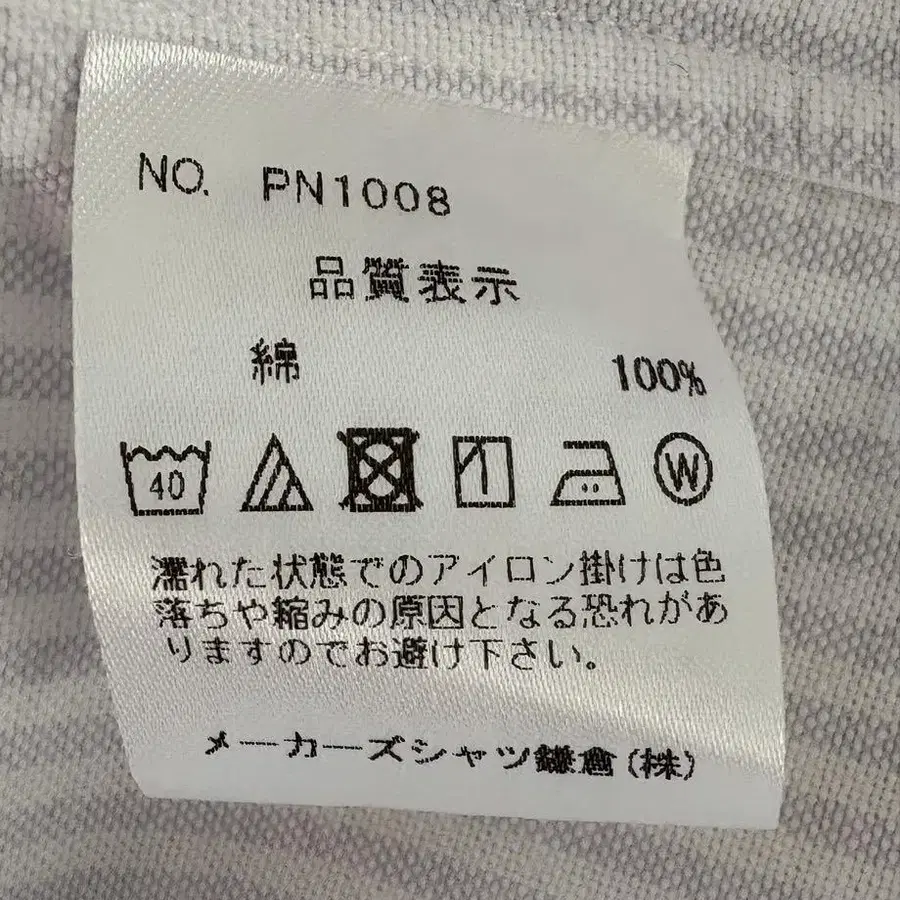 NO. PN1008
品質表示
綿 100%
40 W
濡れた状態でのアイロン掛けは色
落ちや縮みの原因となる恐れがあ
りますのでお避け下さい。
メーカーズシャツ鎌倉(株)